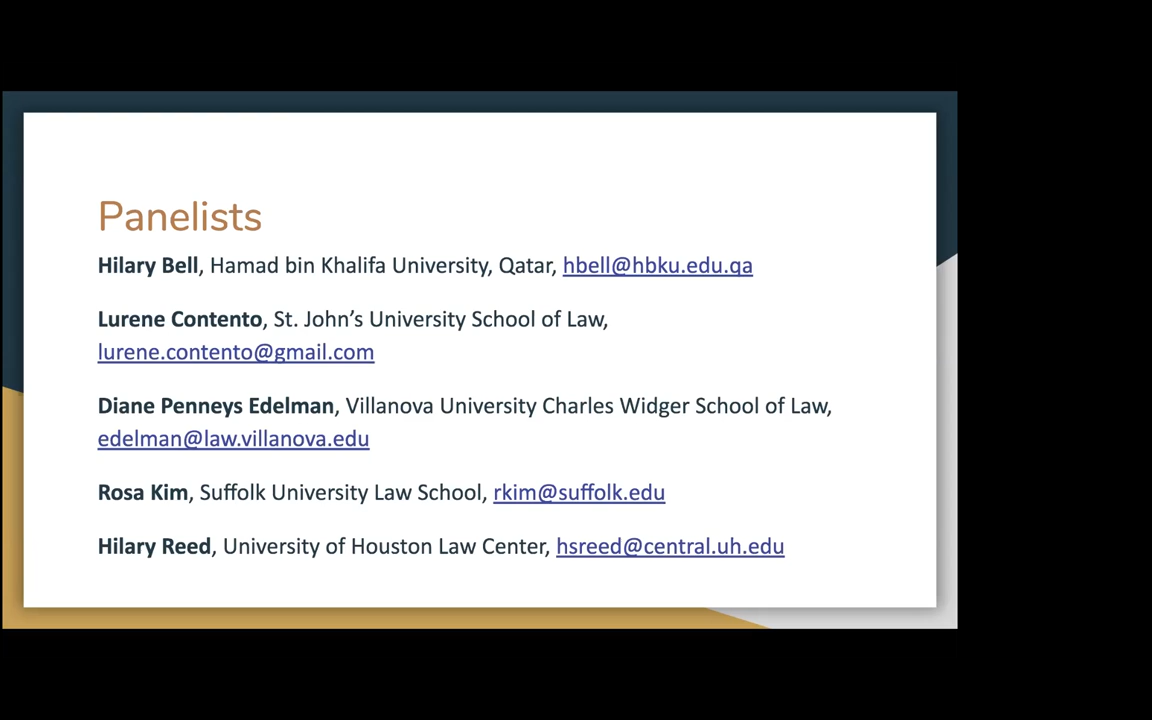 Panelists
Hilary Bell, Hamad bin Khalifa University, Qatar, hbell@hbku.edu.qa
Lurene Contento, St. John’s University School of Law,
lurene.contento@gmail.com
Diane Penneys Edelman, Villanova University Charles Widger School of Law,
edelman@law.villanova.edu
Rosa Kim, Suffolk University Law School, rkim@suffolk.edu
Hilary Reed, University of Houston Law Center, hsreed@central.uh.edu